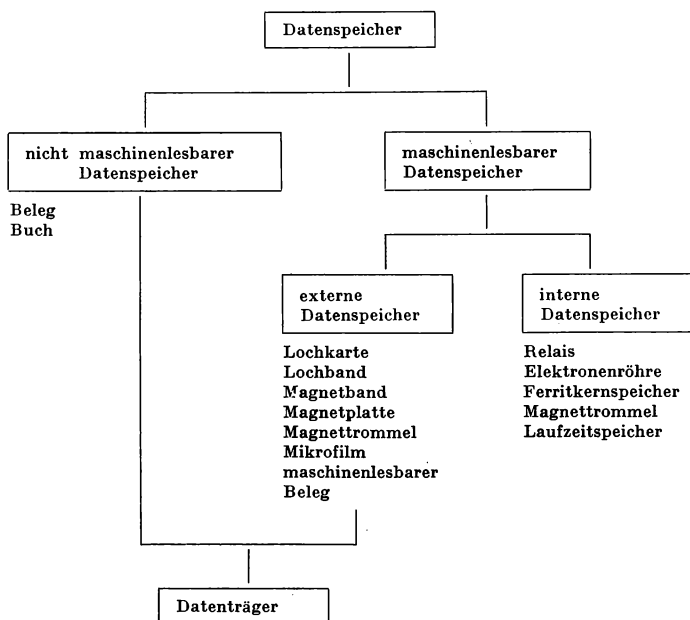 Datenspeicher
nicht maschinenlesbarer
Datenspeicher
Beleg
Buch
maschinenlesbarer
Datenspeicher
externe
Datenspeicher
Lochkarte
Lochband
Magnetband
Magnetplatte
Magnettrommel
Mikrofilm
maschinenlesbarer
Beleg
interne
Datenspeicher
Relais
Elektronenröhre
Ferritkernspeicher
Magnettrommel
Laufzeitspeicher
Datenträger